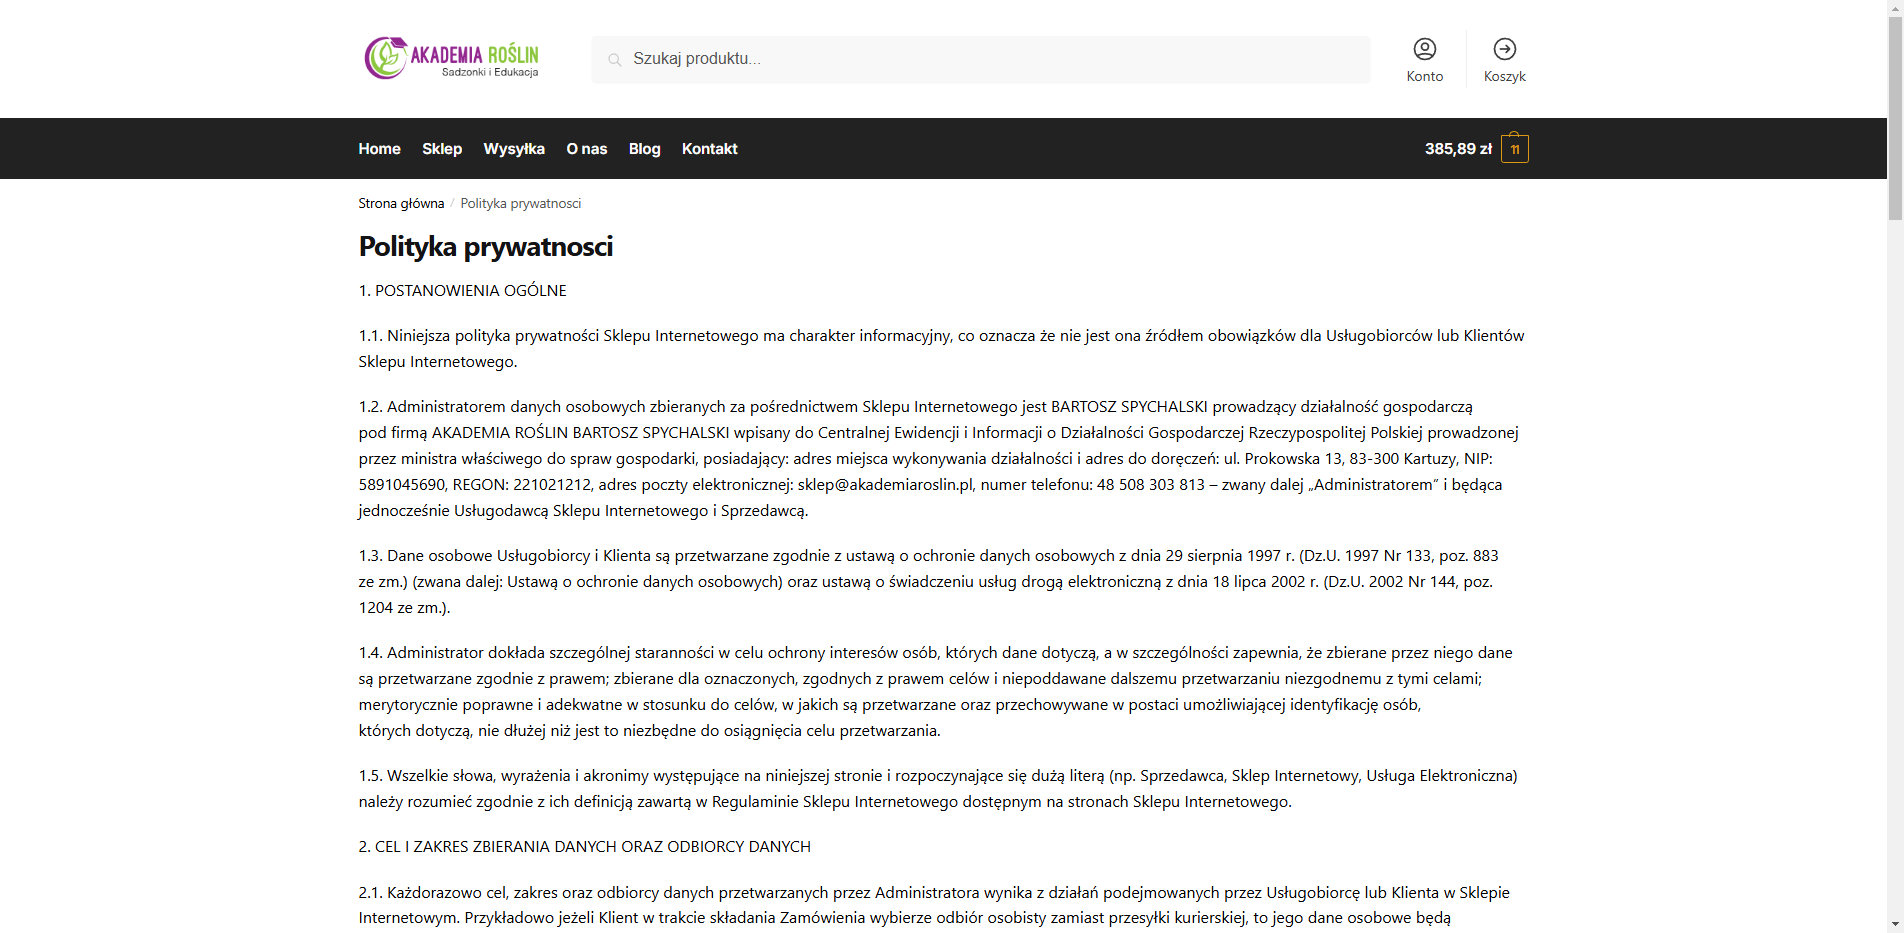 AKADEMIA ROŚLIN
Sadzonki i Edukacja
Szukaj produktu...
Konto
Koszyk
Home Sklep Wysyłka O nas Blog Kontakt
385,89 zł 11
Strona główna / Polityka prywatnosci
Polityka prywatnosci
1. POSTANOWIENIA OGÓLNE
1.1. Niniejsza polityka prywatności Sklepu Internetowego ma charakter informacyjny, co oznacza że nie jest ona źródłem obowiązków dla Usługobiorców lub Klientów
Sklepu Internetowego.
1.2. Administratorem danych osobowych zbieranych za pośrednictwem Sklepu Internetowego jest BARTOSZ SPYCHALSKI prowadzący działalność gospodarczą
pod firmą AKADEMIA ROŚLIN BARTOSZ SPYCHALSKI wpisany do Centralnej Ewidencji i Informacji o Działalności Gospodarczej Rzeczypospolitej Polskiej prowadzonej
przez ministra właściwego do spraw gospodarki, posiadający: adres miejsca wykonywania działalności i adres do doręczeń: ul. Prokowska 13, 83-300 Kartuzy, NIP:
5891045690, REGON: 221021212, adres poczty elektronicznej: sklep@akademiaroslin.pl, numer telefonu: 48 508 303 813 – zwany dalej „Administratorem” i będąca
jednocześnie Usługodawcą Sklepu Internetowego i Sprzedawcą.
1.3. Dane osobowe Usługobiorcy i Klienta są przetwarzane zgodnie z ustawą o ochronie danych osobowych z dnia 29 sierpnia 1997 r. (Dz.U. 1997 Nr 133, poz. 883
ze zm.) (zwana dalej: Ustawą o ochronie danych osobowych) oraz ustawą o świadczeniu usług drogą elektroniczną z dnia 18 lipca 2002 r. (Dz.U. 2002 Nr 144, poz.
1204 ze zm.).
1.4. Administrator dokłada szczególnej staranności w celu ochrony interesów osób, których dane dotyczą, a w szczególności zapewnia, że zbierane przez niego dane
są przetwarzane zgodnie z prawem; zbierane dla oznaczonych, zgodnych z prawem celów i niepoddawane dalszemu przetwarzaniu niezgodnemu z tymi celami;
merytorycznie poprawne i adekwatne w stosunku do celów, w jakich są przetwarzane oraz przechowywane w postaci umożliwiającej identyfikację osób,
których dotyczą, nie dłużej niż jest to niezbędne do osiągnięcia celu przetwarzania.
1.5. Wszelkie słowa, wyrażenia i akronimy występujące na niniejszej stronie i rozpoczynające się dużą literą (np. Sprzedawca, Sklep Internetowy, Usługa Elektroniczna)
należy rozumieć zgodnie z ich definicją zawartą w Regulaminie Sklepu Internetowego dostępnym na stronach Sklepu Internetowego.
2. CEL I ZAKRES ZBIERANIA DANYCH ORAZ ODBIORCY DANYCH
2.1. Każdorazowo cel, zakres oraz odbiorcy danych przetwarzanych przez Administratora wynika z działań podejmowanych przez Usługobiorcę lub Klienta w Sklepie
Internetowym. Przykładowo jeżeli Klient w trakcie składania Zamówienia wybierze odbiór osobisty zamiast przesyłki kurierskiej, to jego dane osobowe będą